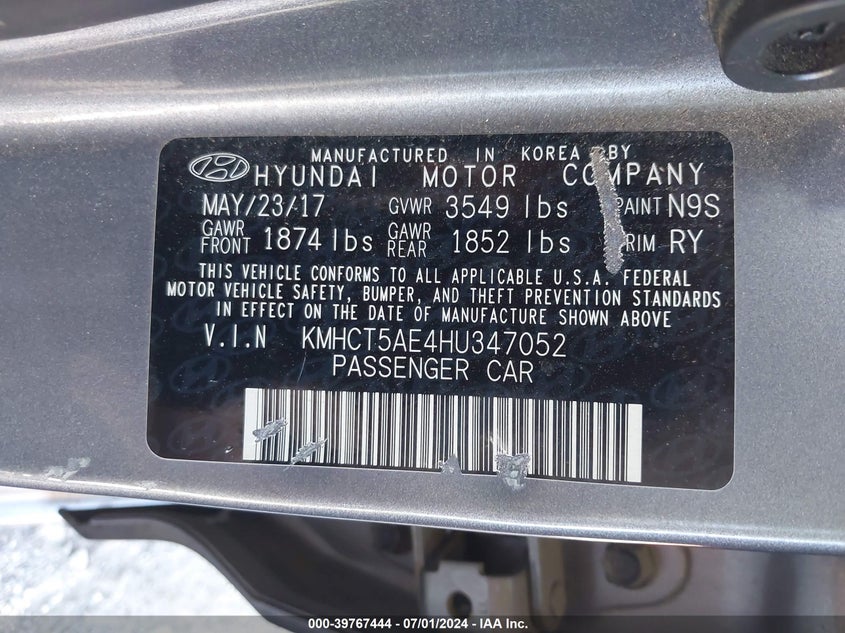 MANUFACTURED IN KOREA BY
HYUNDAI MOTOR COMPANY
MAY/23/17 GVWR 3549 lbs PAINT N9S
GAWR FRONT 1874 lbs GAWR REAR 1852 lbs TRIM RY
THIS VEHICLE CONFORMS TO ALL APPLICABLE U.S.A. FEDERAL
MOTOR VEHICLE SAFETY, BUMPER, AND THEFT PREVENTION STANDARDS
IN EFFECT ON THE DATE OF MANUFACTURE SHOWN ABOVE
V.I.N KMHCT5AE4HU347052
PASSENGER CAR
000-39767444 - 07/01/2024 - IAA Inc.